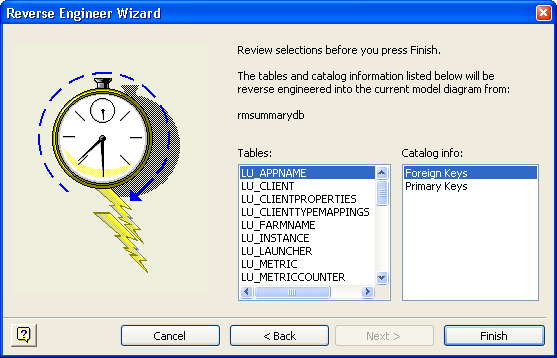 Reverse Engineer Wizard
Review selections before you press Finish.
The tables and catalog information listed below will be
reverse engineered into the current model diagram from:
rmsummarydb
Tables:
LU_APPNAME
LU_CLIENT
LU_CLIENTPROPERTIES
LU_CLIENTTYPEMAPPINGS
LU_FARMNAME
LU_INSTANCE
LU_LAUNCHER
LU_METRIC
LU_METRICCOUNTER
Catalog info:
Foreign Keys
Primary Keys
Cancel
< Back
Next >
Finish